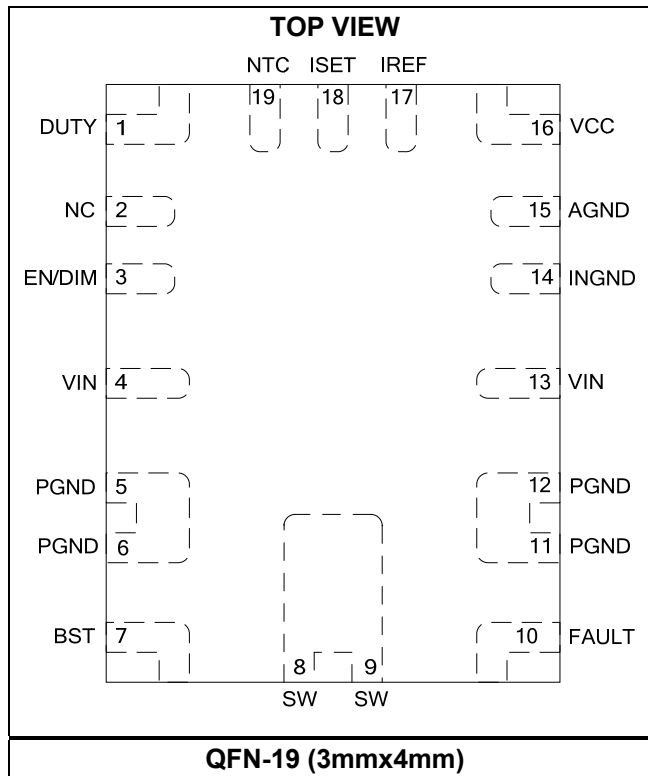 TOP VIEW
NTC ISET IREF
19 18 17
DUTY 1 16 VCC
NC 2 15 AGND
EN/DIM 3 14 INGND
VIN 4 13 VIN
PGND 5 12 PGND
PGND 6 11 PGND
BST 7 10 FAULT
8 9
SW SW
QFN-19 (3mmx4mm)